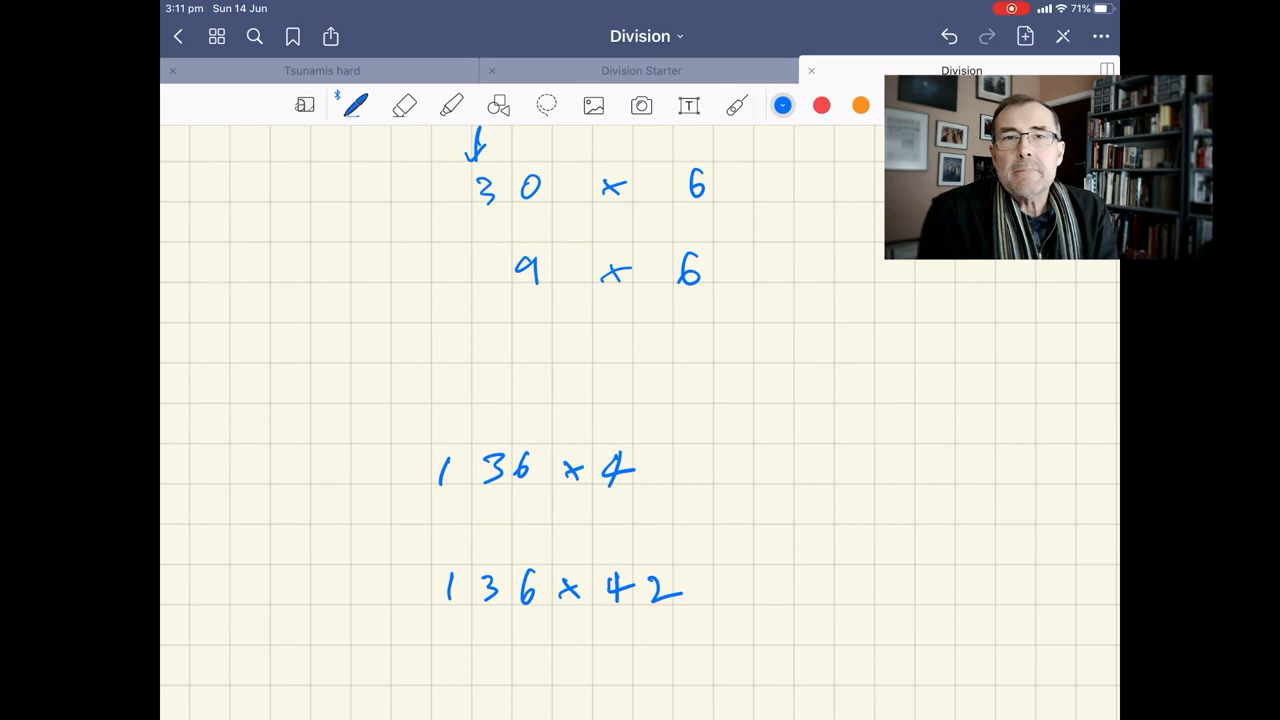 3:11 pm Sun 14 Jun 71%
Division
Tsunamis hard Division Starter Division
T
30 × 6
9 × 6
136 × 4
136 × 42